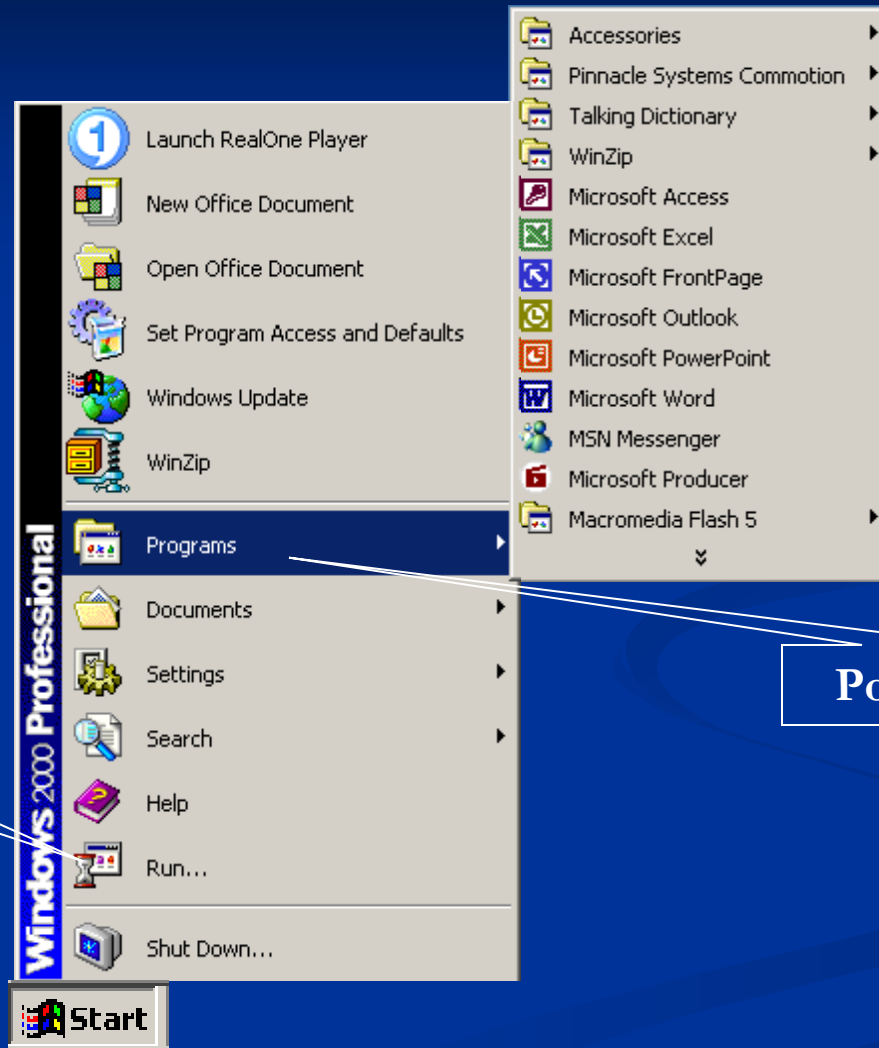 Accessories
Pinnacle Systems Commotion
Talking Dictionary
WinZip
Microsoft Access
Microsoft Excel
Microsoft FrontPage
Microsoft Outlook
Microsoft PowerPoint
Microsoft Word
MSN Messenger
Microsoft Producer
Macromedia Flash 5
Launch RealOne Player
New Office Document
Open Office Document
Set Program Access and Defaults
Windows Update
WinZip
Programs
Documents
Settings
Search
Help
Run...
Shut Down...
Windows 2000 Professional
Start